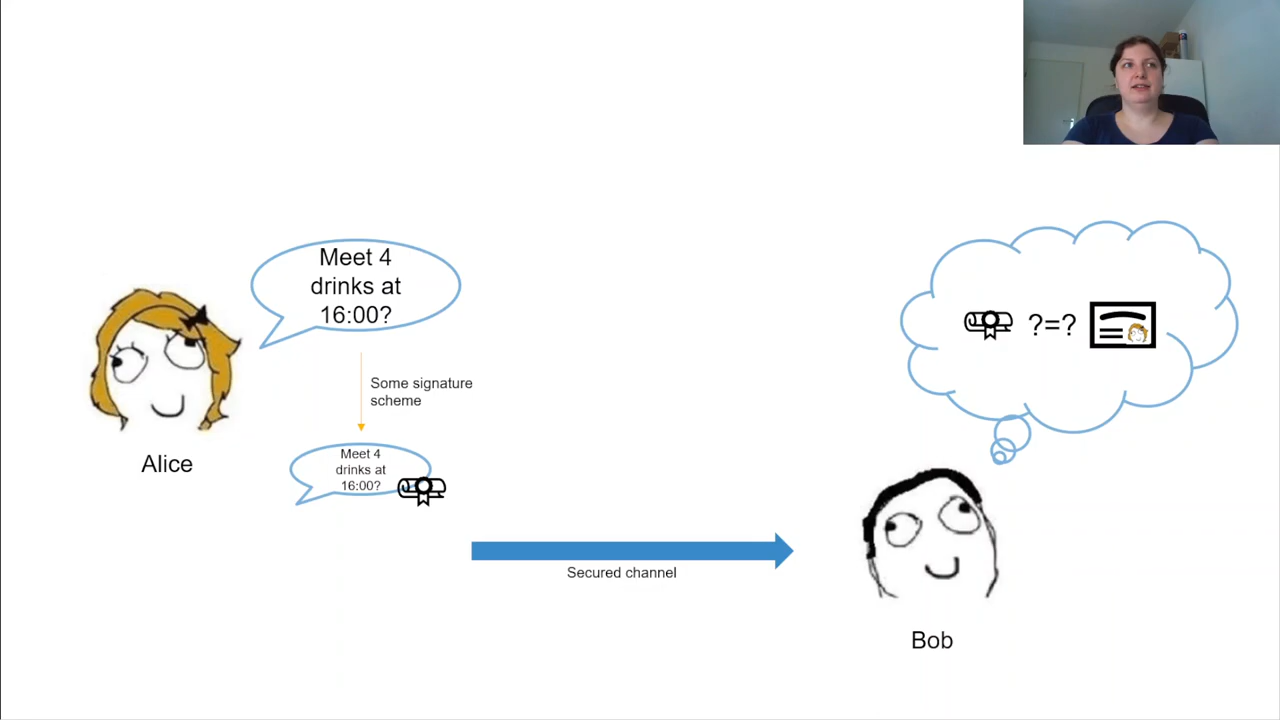 Meet 4
drinks at
16:00?
Some signature
scheme
Alice
Meet 4
drinks at
16:00?
Secured channel
?=?
Bob